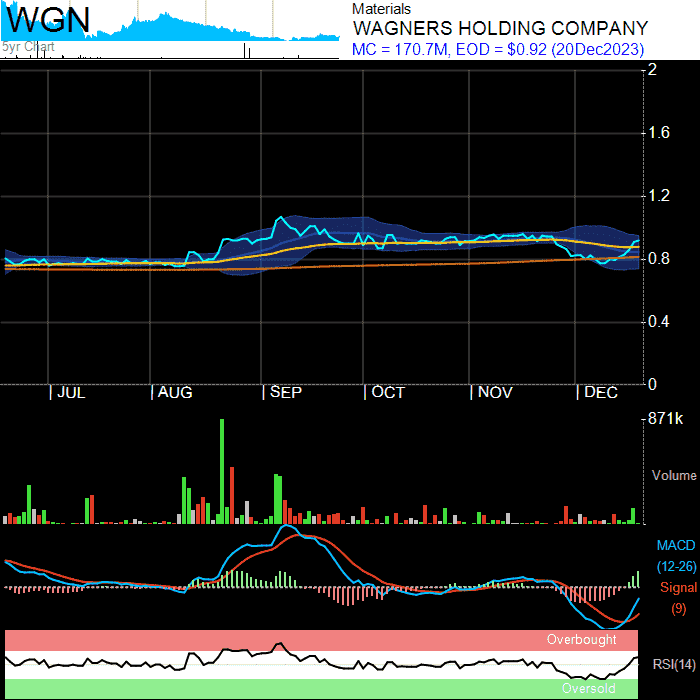 WGN
5yr Chart
Materials
WAGNERS HOLDING COMPANY
MC = 170.7M, EOD = $0.92 (20Dec2023)
2
1.6
1.2
0.8
0.4
0
JUL AUG SEP OCT NOV DEC
871k
Volume
MACD
(12-26)
Signal
(9)
Overbought
RSI(14)
Oversold